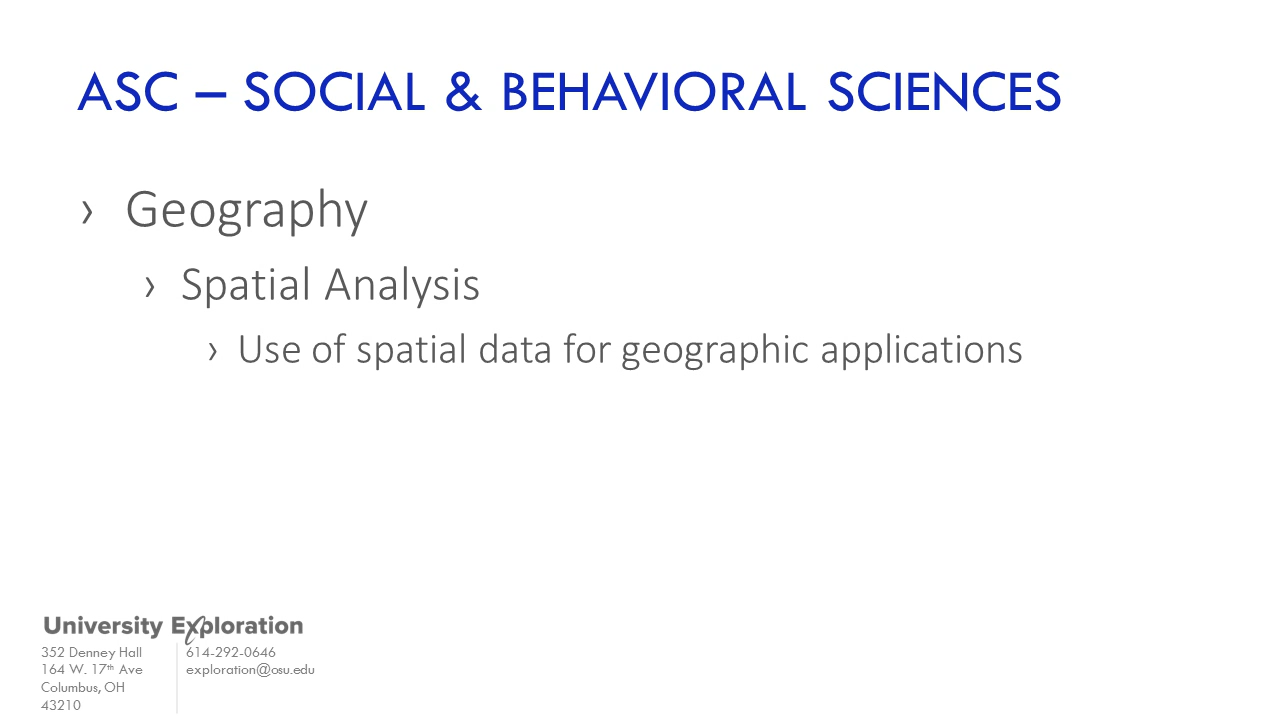 ASC – SOCIAL & BEHAVIORAL SCIENCES
› Geography
› Spatial Analysis
› Use of spatial data for geographic applications
University Exploration
352 Denney Hall
164 W. 17th Ave
Columbus, OH
43210
614-292-0646
exploration@osu.edu